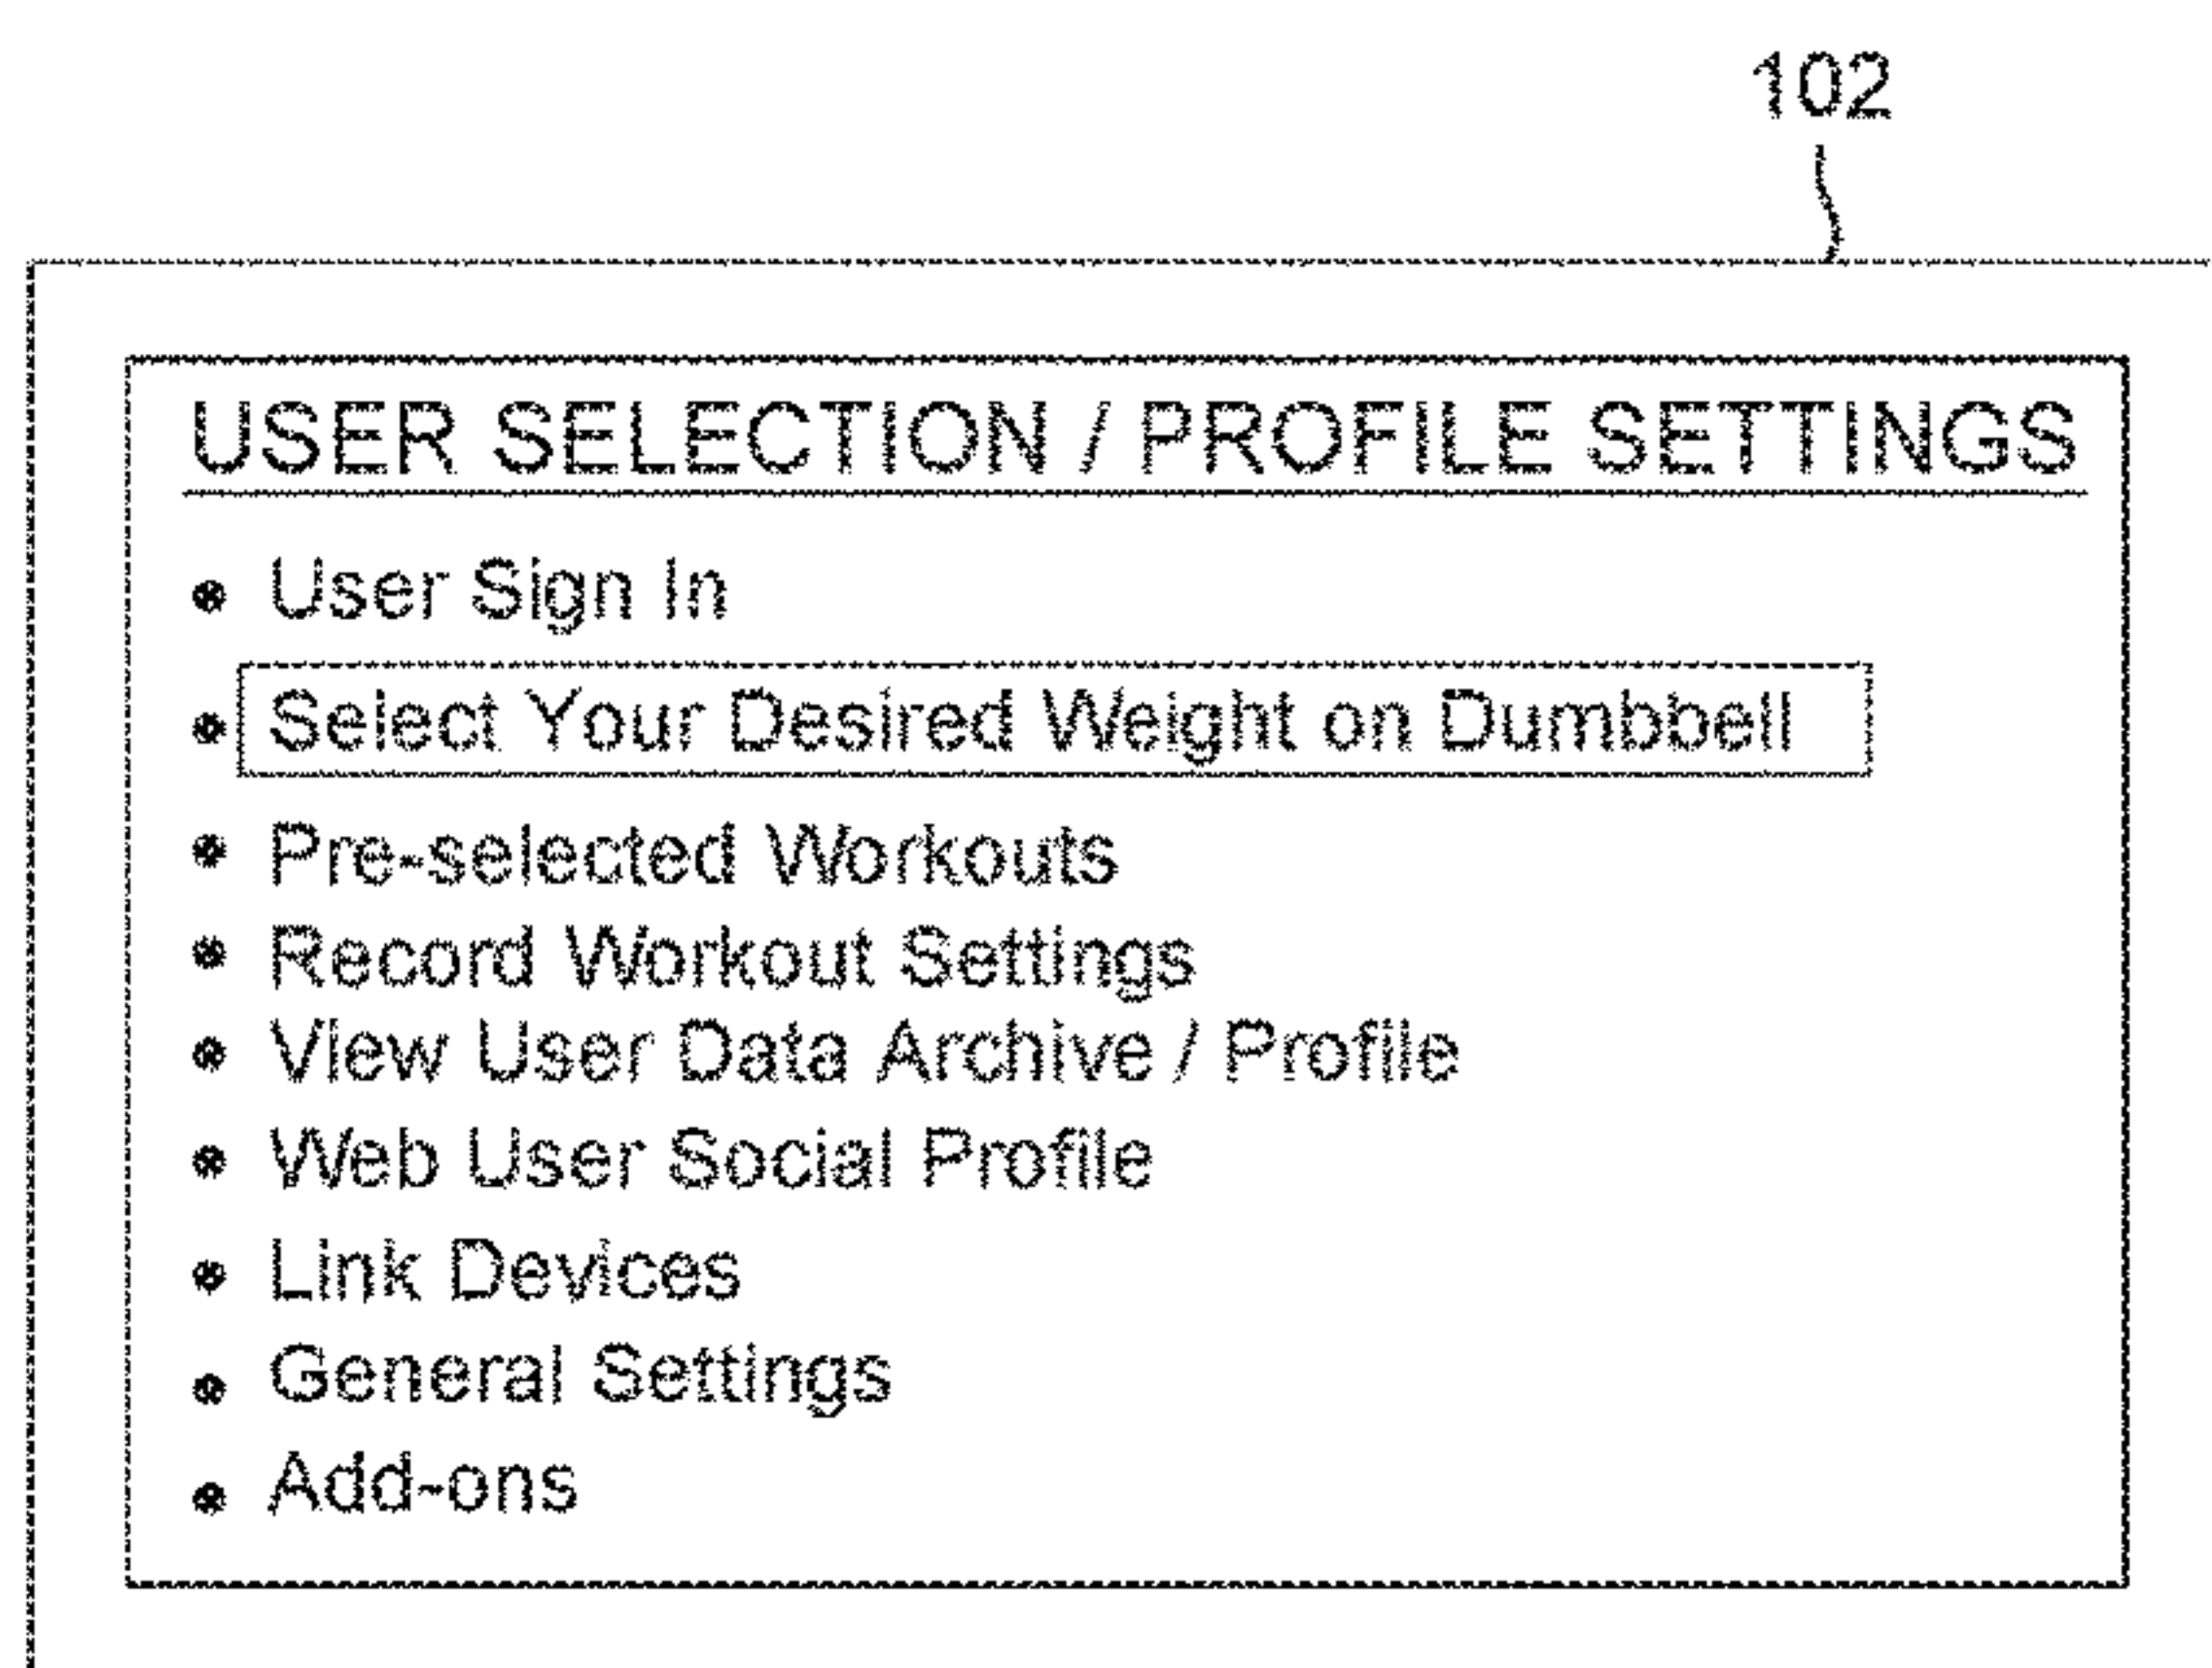 102
USER SELECTION / PROFILE SETTINGS
• User Sign In
• Select Your Desired Weight on Dumbbell
• Pre-selected Workouts
• Record Workout Settings
• View User Data Archive / Profile
• Web User Social Profile
• Link Devices
• General Settings
• Add-ons